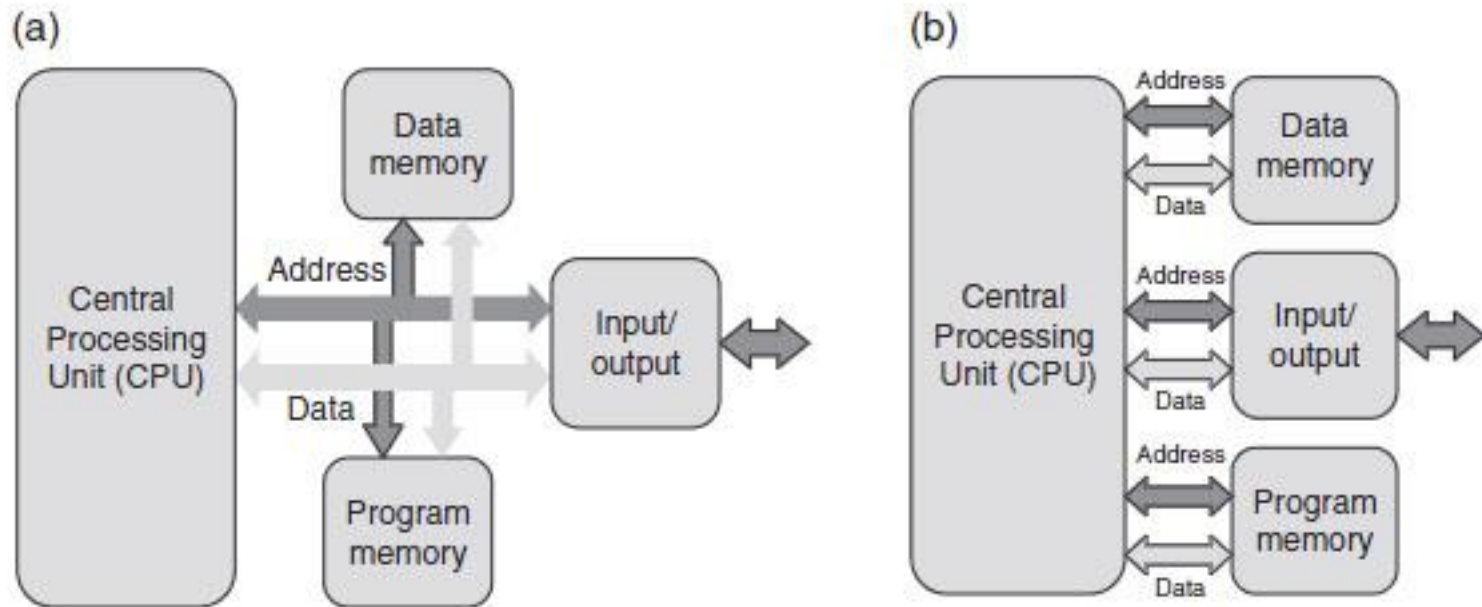 (a)
Central
Processing
Unit (CPU)
Data
memory
Address
Data
Input/
output
Program
memory
(b)
Central
Processing
Unit (CPU)
Address
Data
Data
memory
Address
Data
Input/
output
Address
Data
Program
memory